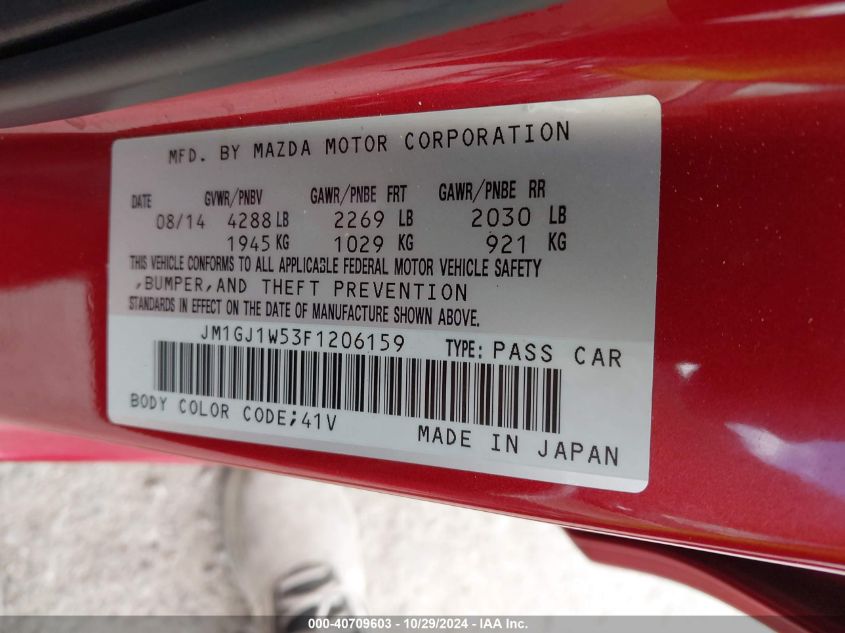 MFD. BY MAZDA MOTOR CORPORATION
DATE GVWR/PNBV GAWR/PNBE FRT GAWR/PNBE RR
08/14 4288 LB 2269 LB 2030 LB
1945 KG 1029 KG 921 KG
THIS VEHICLE CONFORMS TO ALL APPLICABLE FEDERAL MOTOR VEHICLE SAFETY
,BUMPER,AND THEFT PREVENTION
STANDARDS IN EFFECT ON THE DATE OF MANUFACTURE SHOWN ABOVE.
JM1GJ1W53F1206159 TYPE: PASS CAR
BODY COLOR CODE;41V
MADE IN JAPAN
000-40709603 - 10/29/2024 - IAA Inc.